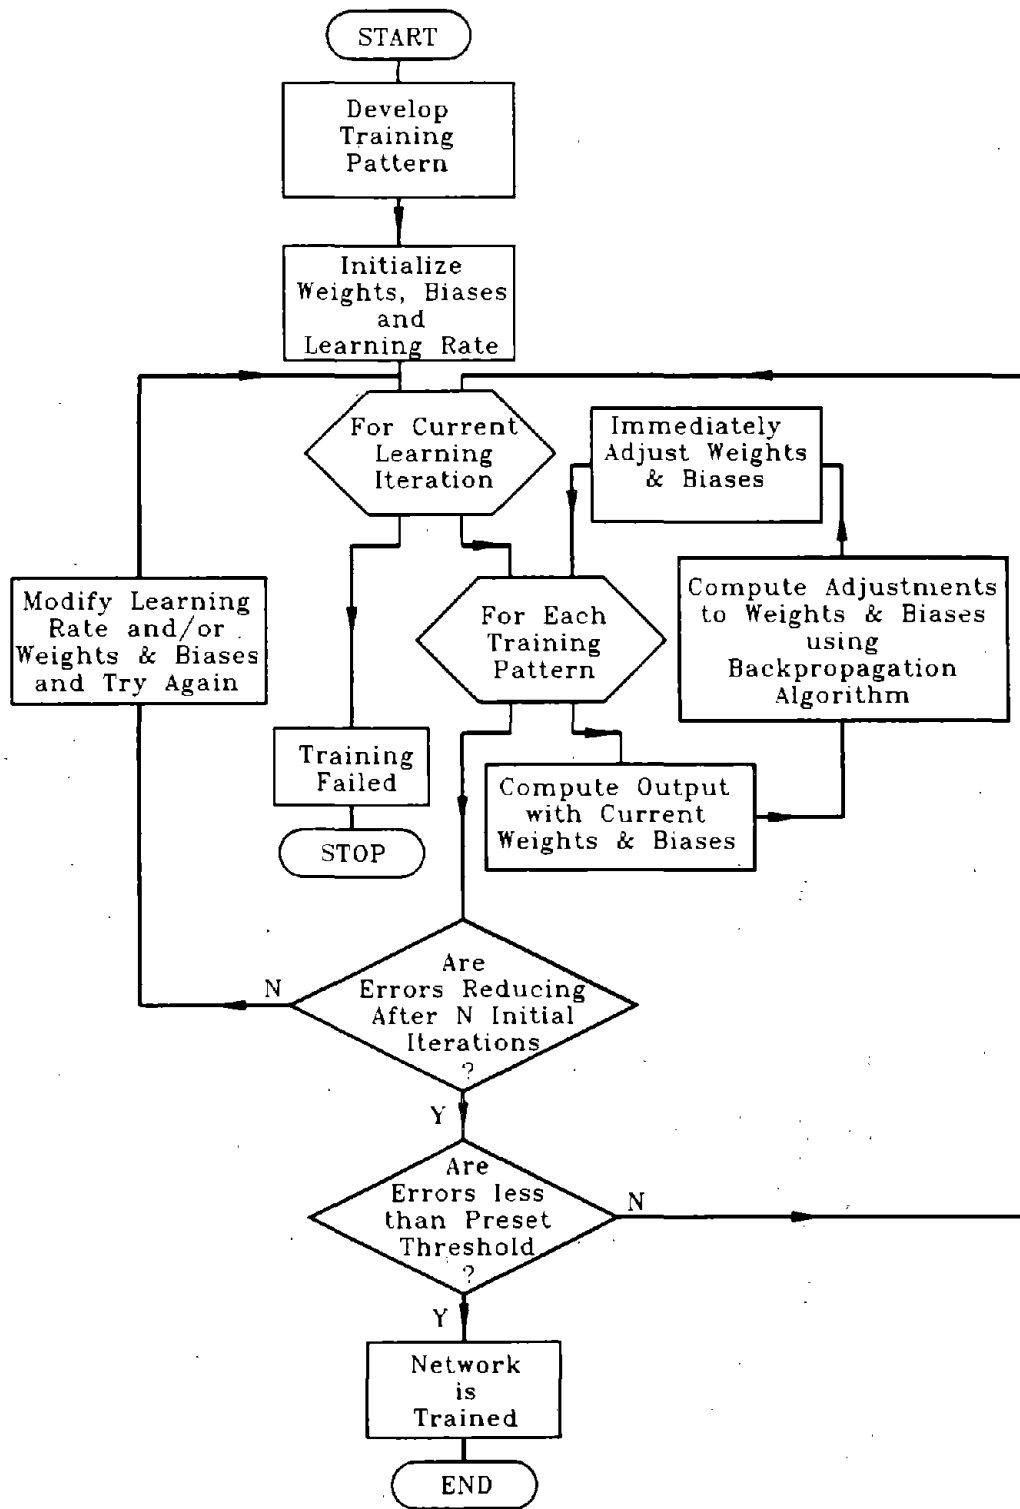 START
Develop
Training
Pattern
Initialize
Weights, Biases
and
Learning Rate
For Current
Learning
Iteration
Immediately
Adjust Weights
& Biases
Modify Learning
Rate and/or
Weights & Biases
and Try Again
For Each
Training
Pattern
Compute Adjustments
to Weights & Biases
using
Backpropagation
Algorithm
Training
Failed
STOP
Compute Output
with Current
Weights & Biases
N
Are
Errors Reducing
After N Initial
Iterations
?
Y
Are
Errors less
than Preset
Threshold
?
N
Y
Network
is
Trained
END